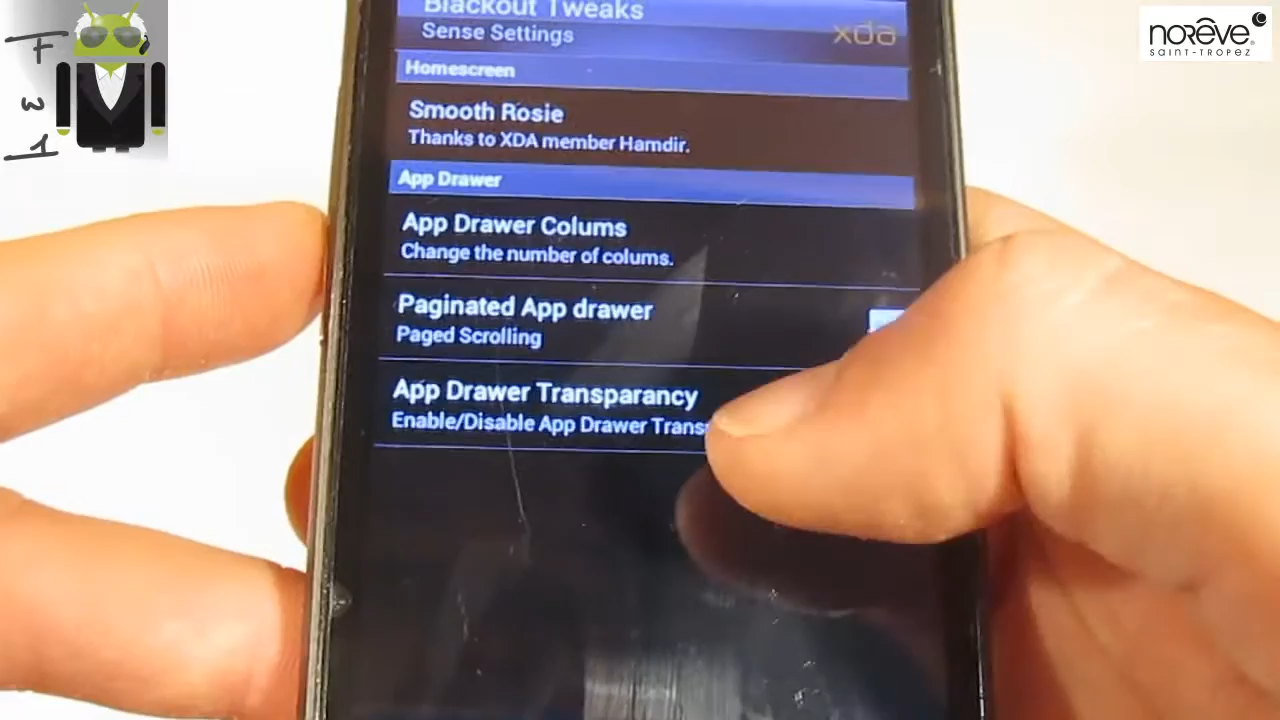 Blackout Tweaks
Sense Settings
xda
Homescreen
Smooth Rosie
Thanks to XDA member Hamdir.
App Drawer
App Drawer Colums
Change the number of colums.
Paginated App drawer
Paged Scrolling
App Drawer Transparancy
Enable/Disable App Drawer
F
W
1
norêve
SAINT-TROPEZ